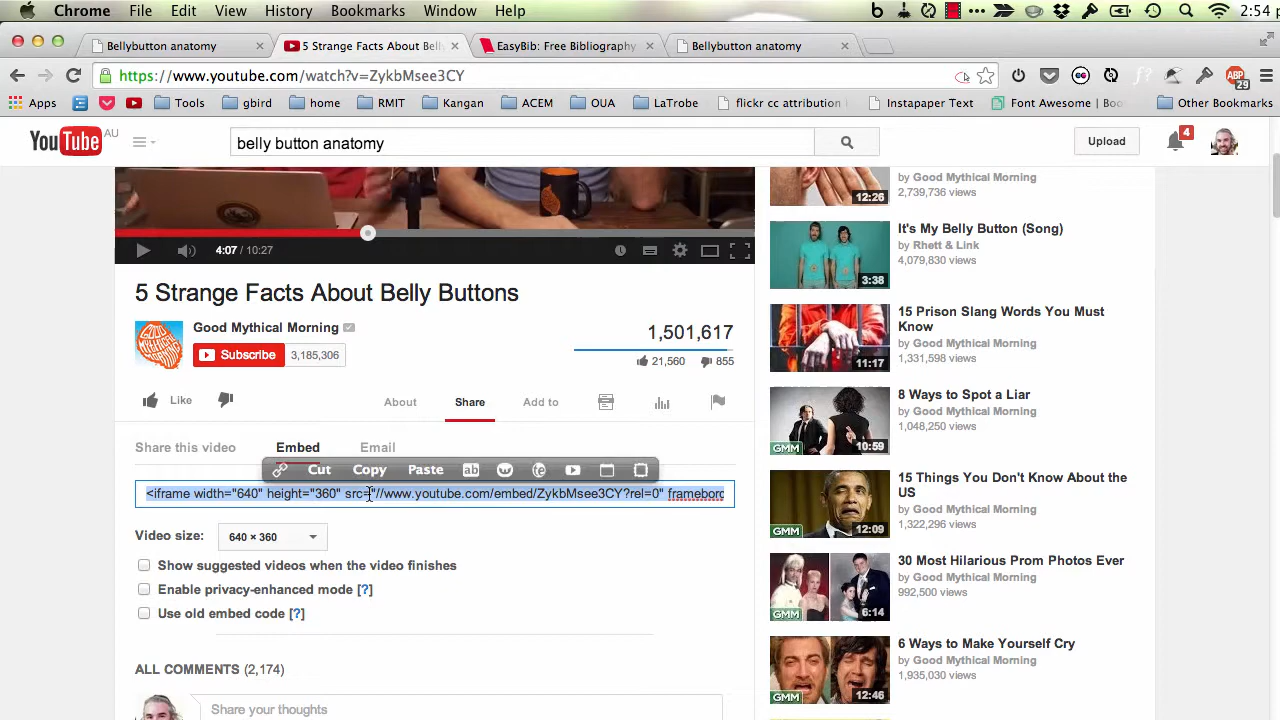 Chrome File Edit View History Bookmarks Window Help 2:54 p
Bellybutton anatomy
5 Strange Facts About Bell
EasyBib: Free Bibliography
Bellybutton anatomy
https://www.youtube.com/watch?v=ZykbMsee3CY
ABP
29
Apps Tools gbird home RMIT Kangan ACEM OUA LaTrobe flickr cc attribution Instapaper Text Font Awesome | Boo Other Bookmarks
YouTube AU
belly button anatomy
Upload
4
4:07 / 10:27
5 Strange Facts About Belly Buttons
Good Mythical Morning
Subscribe 3,185,306
1,501,617
21,560 855
Like
About Share Add to
Share this video Embed Email
Cut Copy Paste ab
<iframe width="640" height="360" src="//www.youtube.com/embed/ZykbMsee3CY?rel=0" frameborc
Video size: 640 × 360
Show suggested videos when the video finishes
Enable privacy-enhanced mode [?]
Use old embed code [?]
ALL COMMENTS (2,174)
Share your thoughts
12:26
by Good Mythical Morning
2,739,736 views
3:38
It's My Belly Button (Song)
by Rhett & Link
4,079,830 views
11:17
15 Prison Slang Words You Must
Know
by Good Mythical Morning
1,331,598 views
GMM 10:59
8 Ways to Spot a Liar
by Good Mythical Morning
1,048,250 views
GMM 12:09
15 Things You Don't Know About the
US
by Good Mythical Morning
1,322,296 views
GMM 6:14
30 Most Hilarious Prom Photos Ever
by Good Mythical Morning
992,500 views
GMM 12:46
6 Ways to Make Yourself Cry
by Good Mythical Morning
1,935,030 views